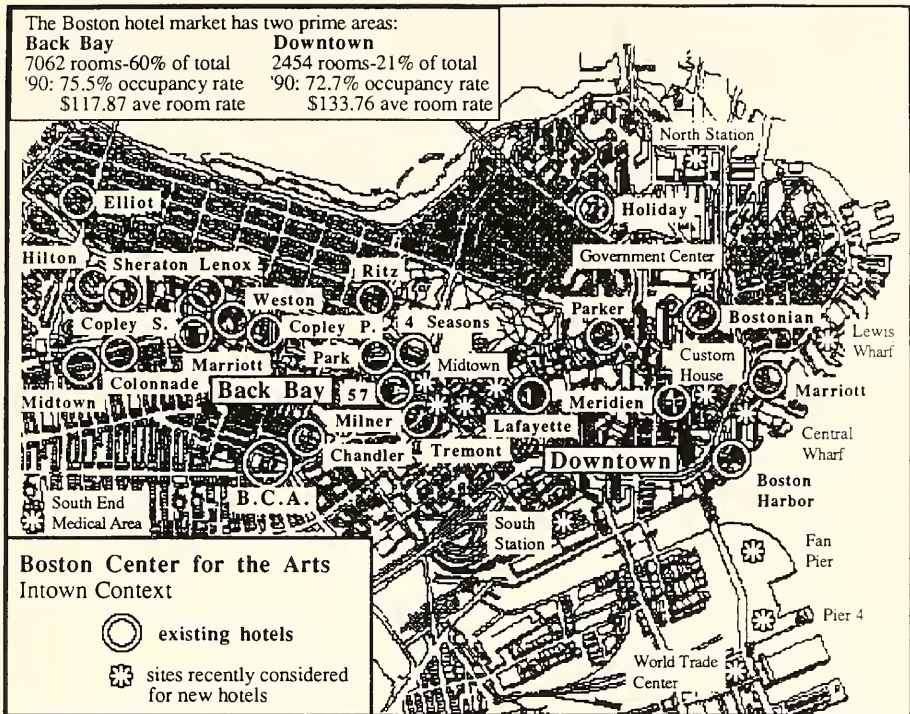 The Boston hotel market has two prime areas:
Back Bay Downtown
7062 rooms-60% of total 2454 rooms-21% of total
'90: 75.5% occupancy rate '90: 72.7% occupancy rate
$117.87 ave room rate $133.76 ave room rate
North Station
Elliot
Holiday
Government Center
Hilton
Sheraton Lenox
Ritz
Weston
Parker
Bostonian
Copley S.
Copley P.
4 Seasons
Lewis
Wharf
Marriott
Park
Midtown
Custom
House
Colonnade
Midtown
Back Bay
57
Meridien
Marriott
Milner
Lafayette
Central
Wharf
Chandler
Tremont
Downtown
B.C.A.
Boston
Harbor
South End
Medical Area
South
Station
Fan
Pier
Pier 4
World Trade
Center
Boston Center for the Arts
Intown Context
existing hotels
sites recently considered
for new hotels